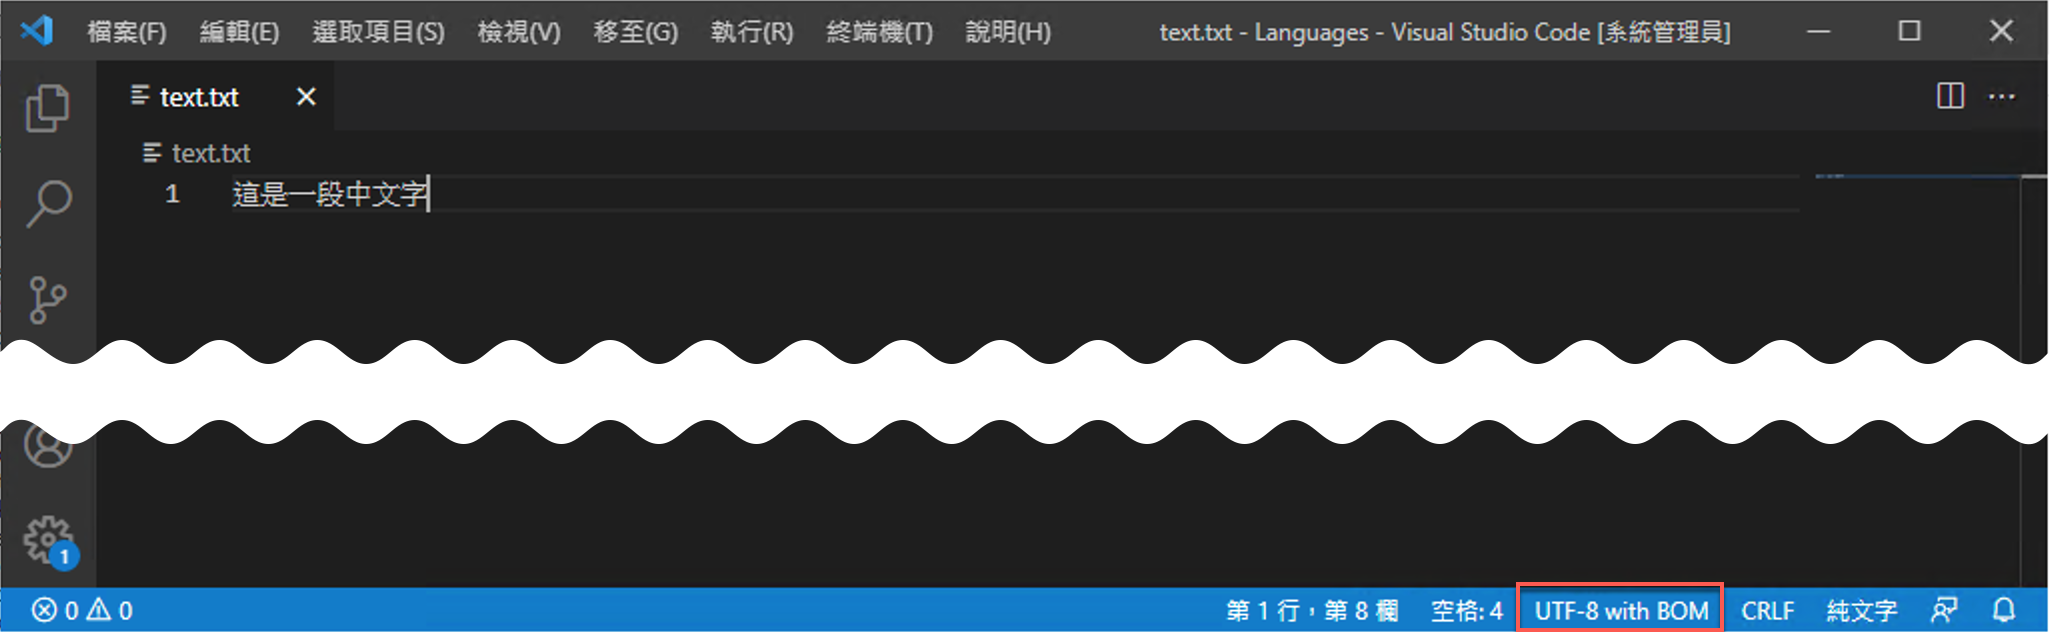 檔案(F) 編輯(E) 選取項目(S) 檢視(V) 移至(G) 執行(R) 終端機(T) 說明(H) text.txt - Languages - Visual Studio Code [系統管理員]
text.txt
text.txt
1 這是一段中文字
1
0 0 第 1 行，第 8 欄 空格: 4 UTF-8 with BOM CRLF 純文字